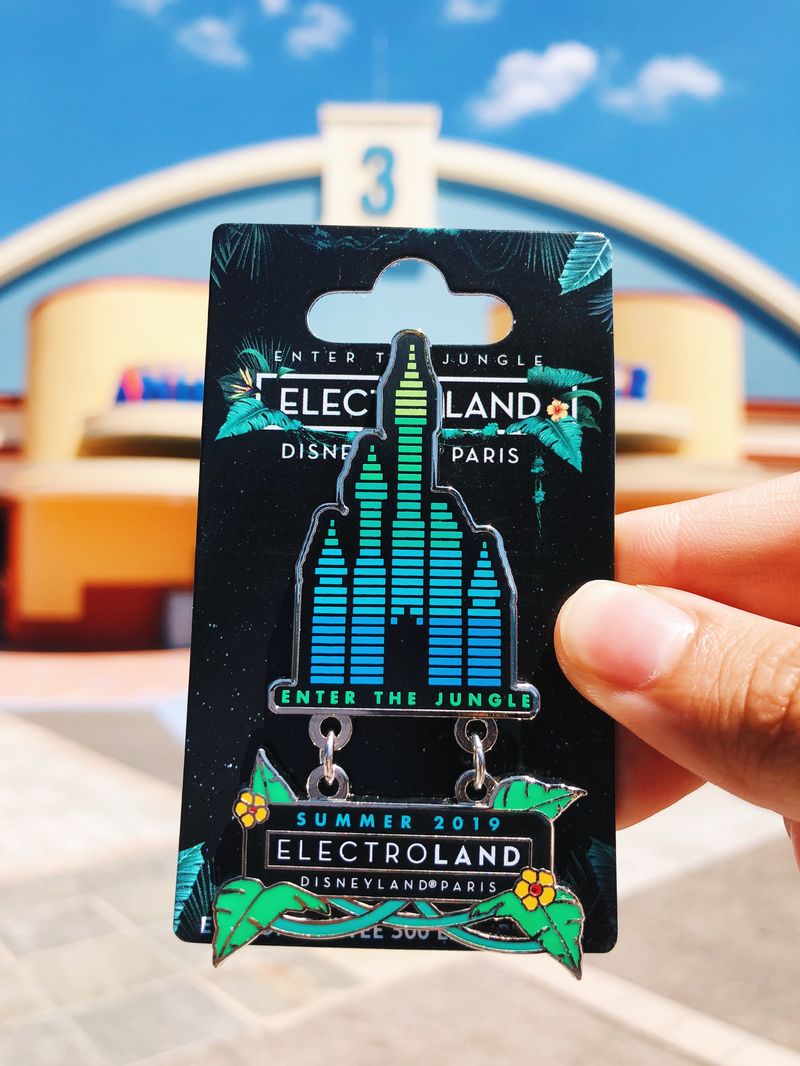 3
ENTER THE JUNGLE
ELECTROLAND
DISNEYLAND PARIS
ENTER THE JUNGLE
SUMMER 2019
ELECTROLAND
DISNEYLAND® PARIS